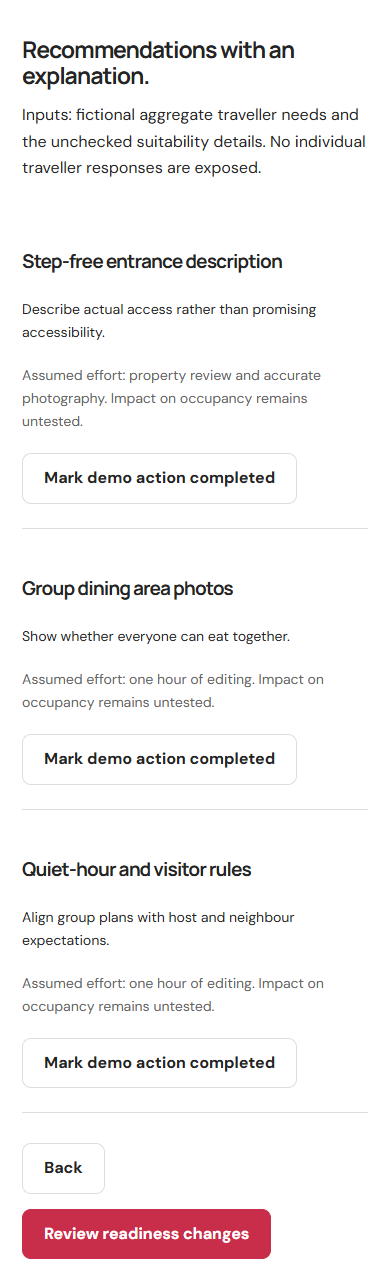 Recommendations with an
explanation.
Inputs: fictional aggregate traveller needs and
the unchecked suitability details. No individual
traveller responses are exposed.
Step-free entrance description
Describe actual access rather than promising
accessibility.
Assumed effort: property review and accurate
photography. Impact on occupancy remains
untested.
Mark demo action completed
Group dining area photos
Show whether everyone can eat together.
Assumed effort: one hour of editing. Impact on
occupancy remains untested.
Mark demo action completed
Quiet-hour and visitor rules
Align group plans with host and neighbour
expectations.
Assumed effort: one hour of editing. Impact on
occupancy remains untested.
Mark demo action completed
Back
Review readiness changes